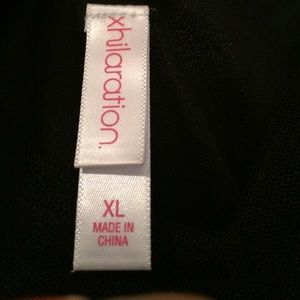 xhilaration.
XL
MADE IN
CHINA